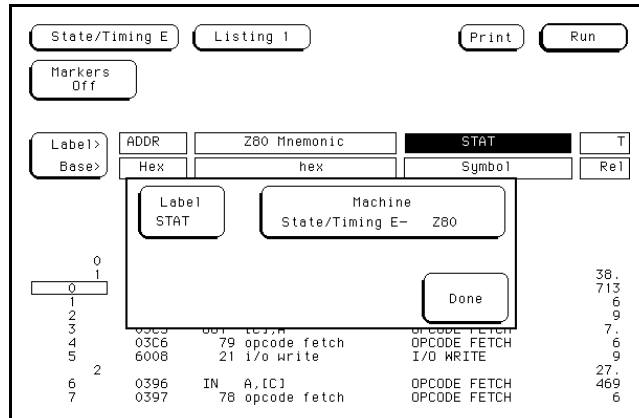 State/Timing E Listing 1 Print Run
Markers
Off
Label> ADDR Z80 Mnemonic STAT T
Base> Hex hex Symbol Rel
Label Machine
STAT State/Timing E– Z80
0
1 38.
0 713
1 Done 6
2 9
3 7.
4 03C6 79 opcode fetch OPCODE FETCH 6
5 6008 21 i/o write I/O WRITE 9
2 27.
6 0396 IN A,[C] OPCODE FETCH 469
7 0397 78 opcode fetch OPCODE FETCH 6